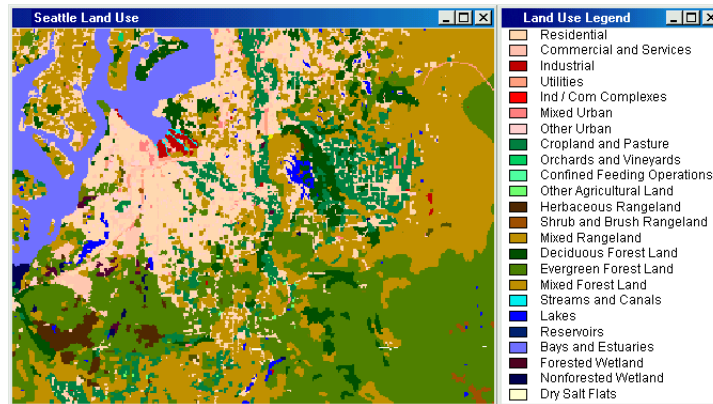 Seattle Land Use
Land Use Legend
Residential
Commercial and Services
Industrial
Utilities
Ind / Com Complexes
Mixed Urban
Other Urban
Cropland and Pasture
Orchards and Vineyards
Confined Feeding Operations
Other Agricultural Land
Herbaceous Rangeland
Shrub and Brush Rangeland
Mixed Rangeland
Deciduous Forest Land
Evergreen Forest Land
Mixed Forest Land
Streams and Canals
Lakes
Reservoirs
Bays and Estuaries
Forested Wetland
Nonforested Wetland
Dry Salt Flats